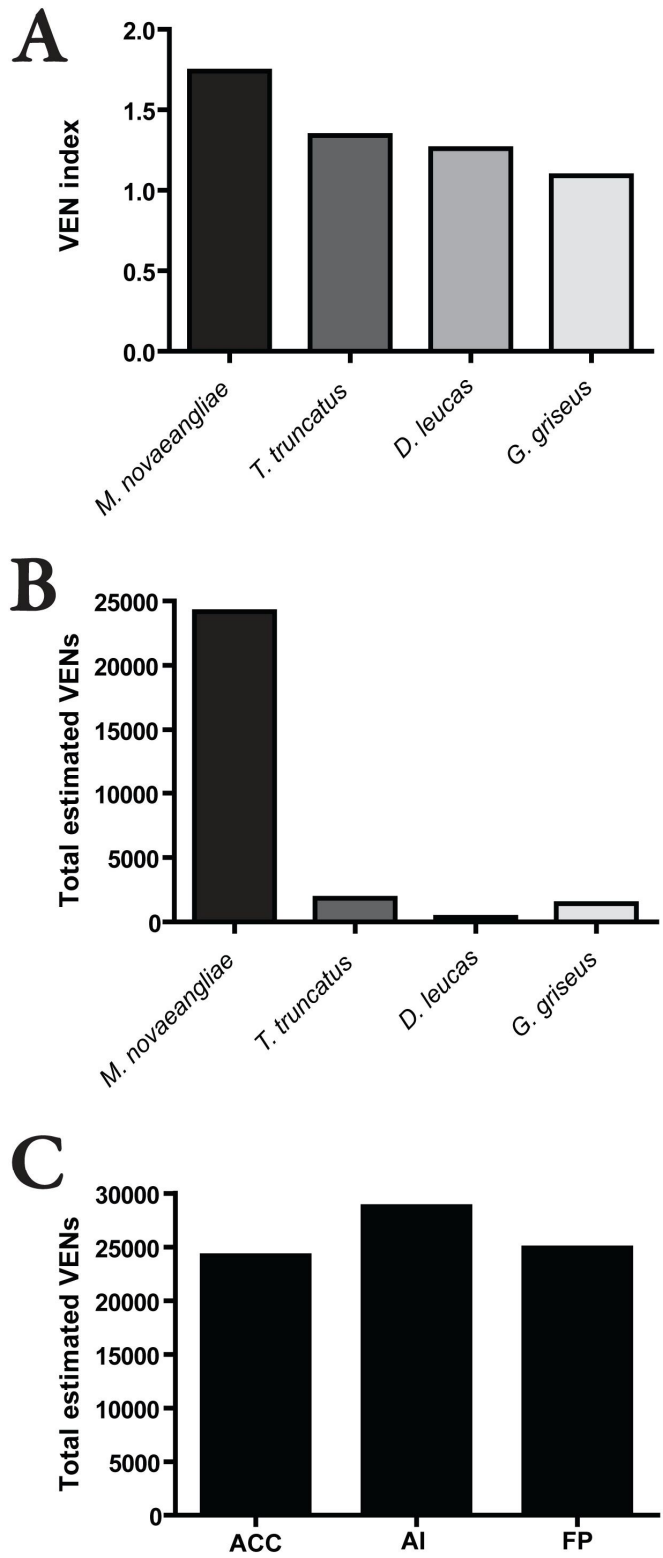 A
VEN index
2.0
1.5
1.0
0.5
0.0
M. novaeangliae
T. truncatus
D. leucas
G. griseus
B
Total estimated VENs
25000
20000
15000
10000
5000
0
M. novaeangliae
T. truncatus
D. leucas
G. griseus
C
Total estimated VENs
30000
25000
20000
15000
10000
5000
0
ACC
AI
FP